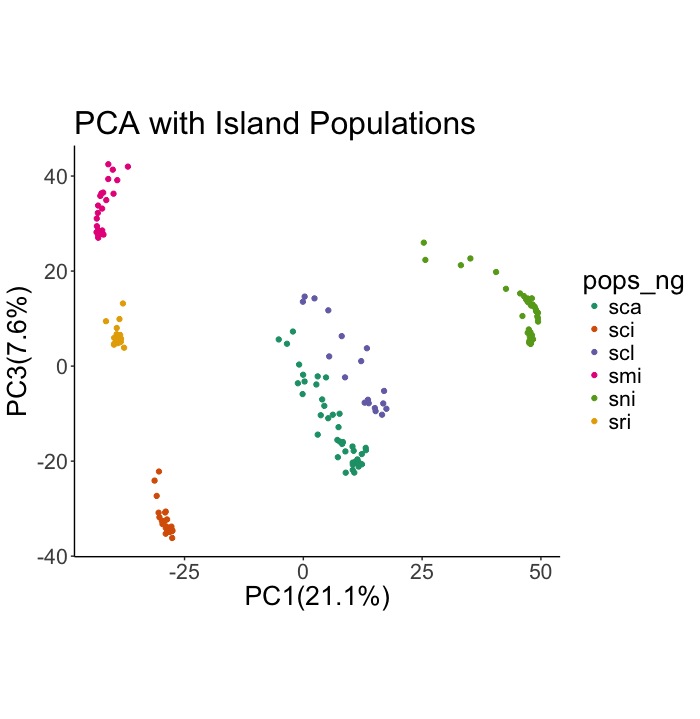 PCA with Island Populations
40
20
0
-20
-40
PC3(7.6%)
-25
0
25
50
PC1(21.1%)
pops_ng
sca
sci
scl
smi
sni
sri